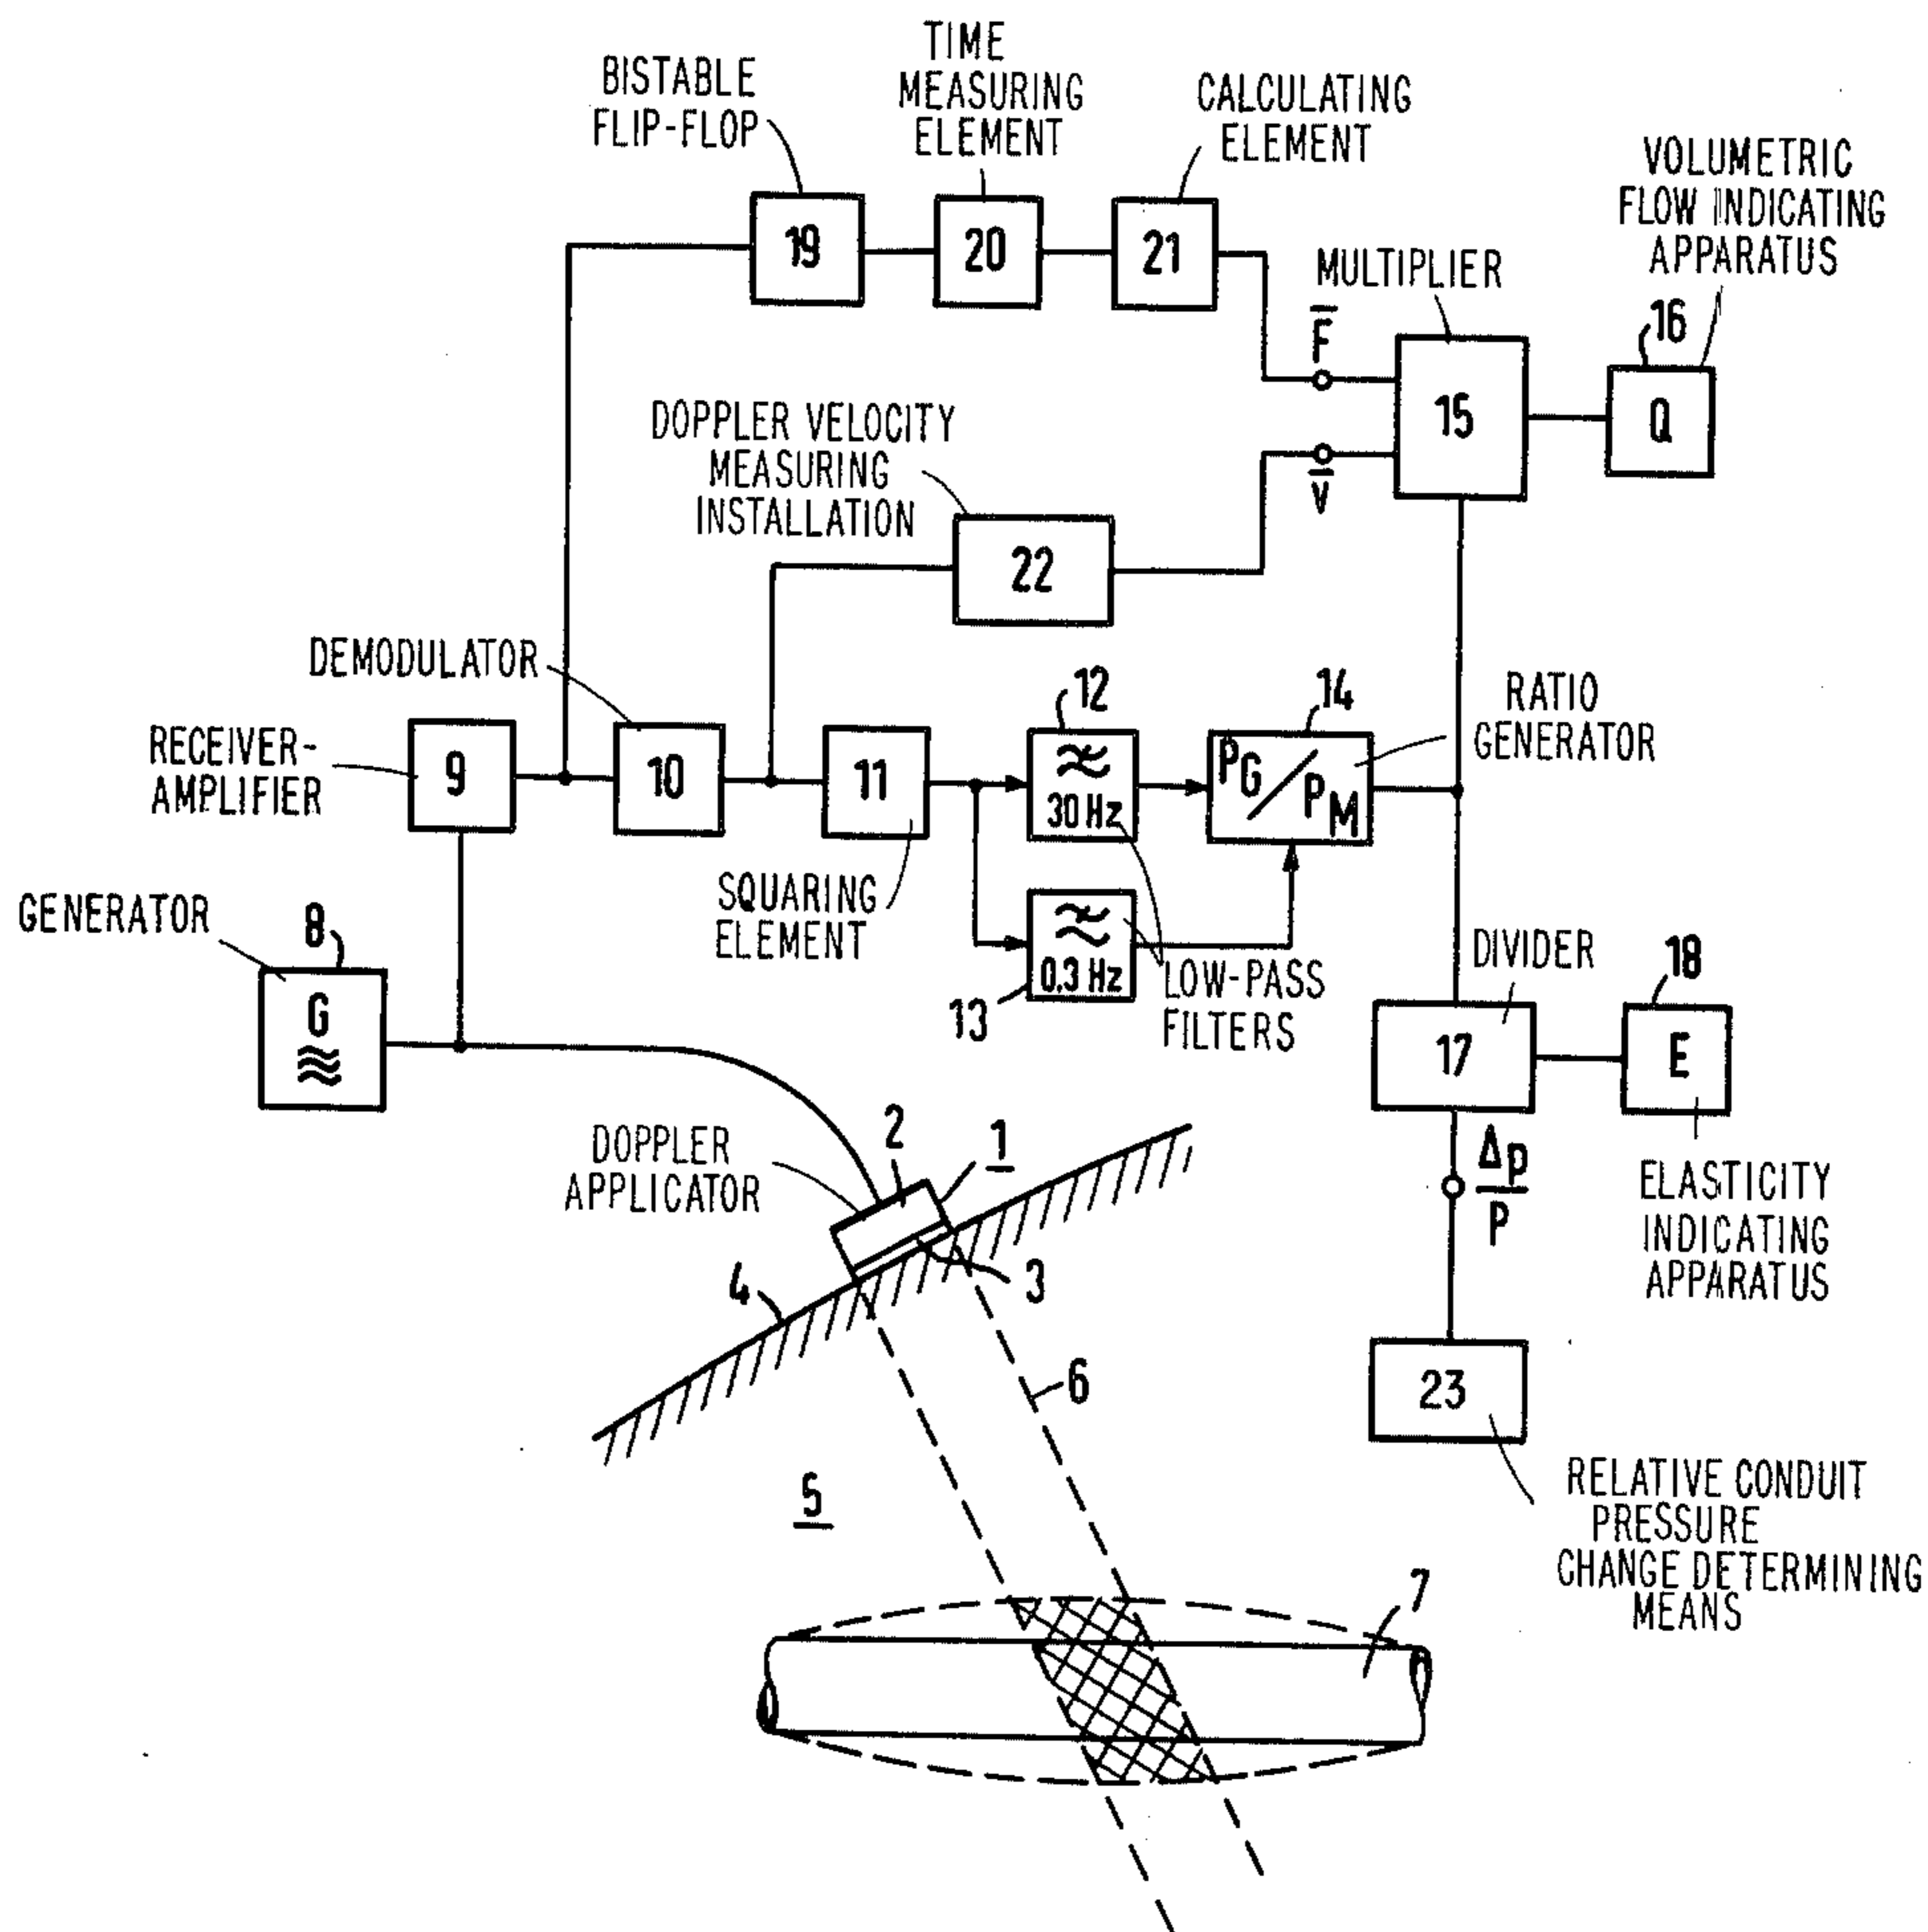 TIME
MEASURING
ELEMENT
BISTABLE
FLIP-FLOP
CALCULATING
ELEMENT
VOLUMETRIC
FLOW INDICATING
APPARATUS
19
20
21
MULTIPLIER
F̅
16
15
Q
DOPPLER VELOCITY
MEASURING
INSTALLATION
V̅
22
DEMODULATOR
12
14
RATIO
GENERATOR
RECEIVER-
AMPLIFIER
9
10
11
30 Hz
PG/PM
SQUARING
ELEMENT
GENERATOR
8
G
0.3 Hz
13
LOW-PASS
FILTERS
DIVIDER
18
17
E
DOPPLER
APPLICATOR
2
1
3
4
Δp
P
ELASTICITY
INDICATING
APPARATUS
6
23
5
RELATIVE CONDUIT
PRESSURE
CHANGE DETERMINING
MEANS
7